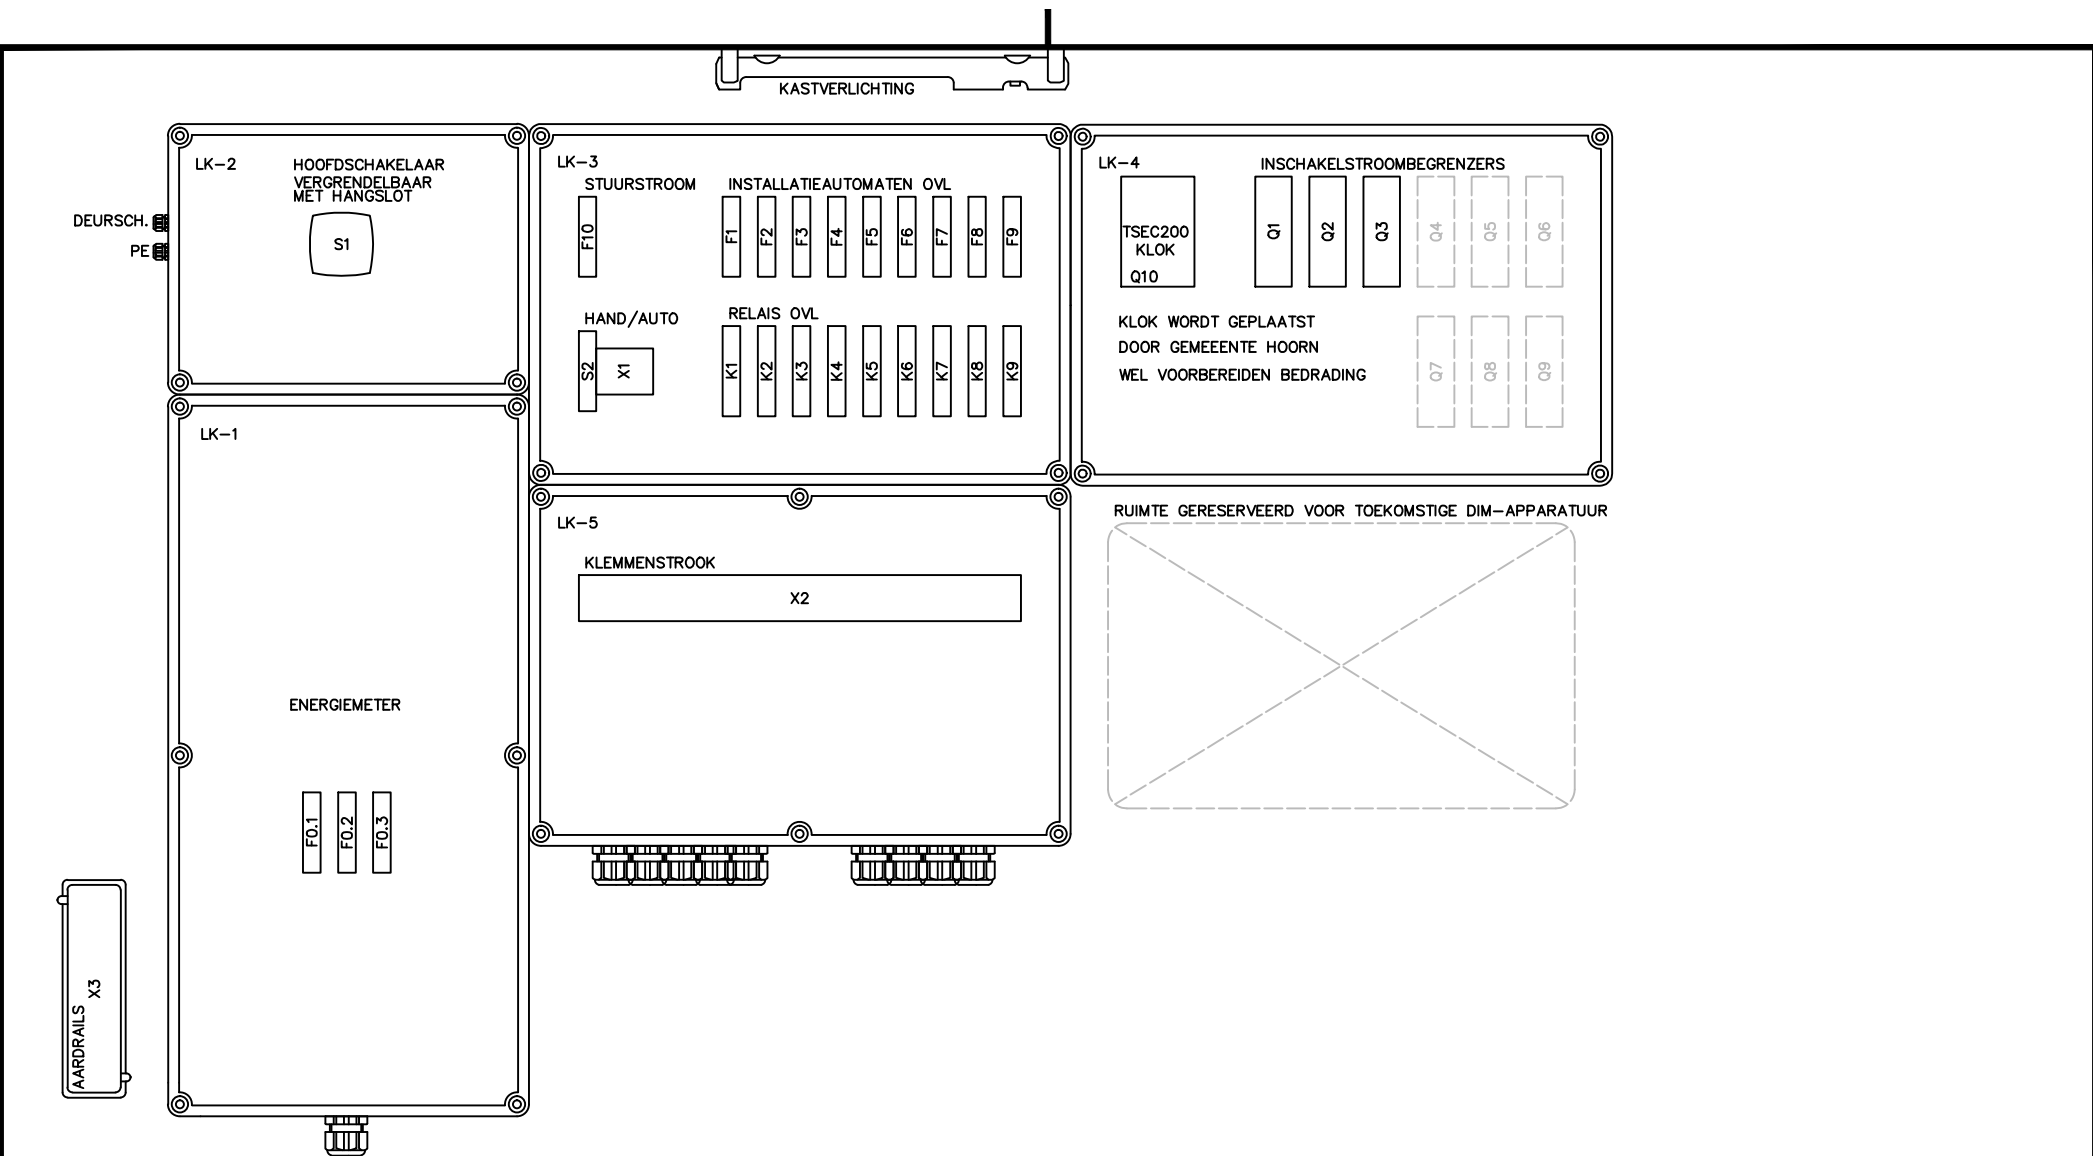 KASTVERLICHTING
LK-2
HOOFDSCHAKELAAR
VERGRENDELBAAR
MET HANGSLOT
S1
DEURSCH.
PE
LK-3
STUURSTROOM
INSTALLATIEAUTOMATEN OVL
F10
F1
F2
F3
F4
F5
F6
F7
F8
F9
HAND/AUTO
RELAIS OVL
S2
X1
K1
K2
K3
K4
K5
K6
K7
K8
K9
LK-4
INSCHAKELSTROOMBEGRENZERS
TSEC200
KLOK
Q10
Q1
Q2
Q3
Q4
Q5
Q6
KLOK WORDT GEPLAATST
DOOR GEMEEENTE HOORN
WEL VOORBEREIDEN BEDRADING
Q7
Q8
Q9
LK-1
ENERGIEMETER
F0.1
F0.2
F0.3
LK-5
KLEMMENSTROOK
X2
RUIMTE GERESERVEERD VOOR TOEKOMSTIGE DIM-APPARATUUR
AARDRAILS
X3